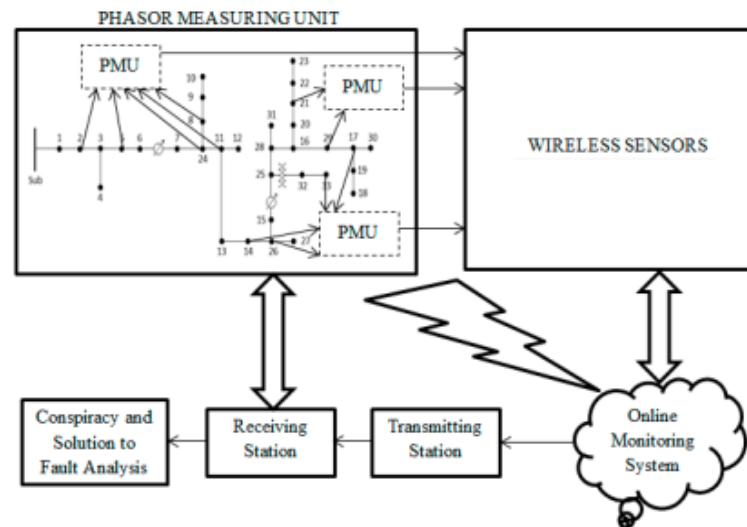 PHASOR MEASURING UNIT
PMU
10
9
8
23
22
21
20
PMU
31
1
2
3
5
6
7
24
11
12
28
16
29
17
30
Sub
4
25
32
33
19
18
15
13
14
26
27
PMU
WIRELESS SENSORS
Conspiracy and
Solution to
Fault Analysis
Receiving
Station
Transmitting
Station
Online
Monitoring
System